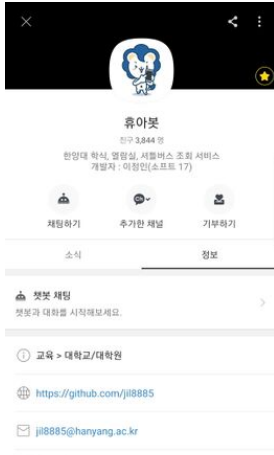 휴아봇
친구 3,844 명
한양대 학식, 열람실, 셔틀버스 조회 서비스
개발자 : 이정인(소프트 17)
Ch
채팅하기 추가한 채널 기부하기
소식 정보
챗봇 채팅
챗봇과 대화를 시작해보세요.
교육 > 대학교/대학원
https://github.com/jil8885
jil8885@hanyang.ac.kr